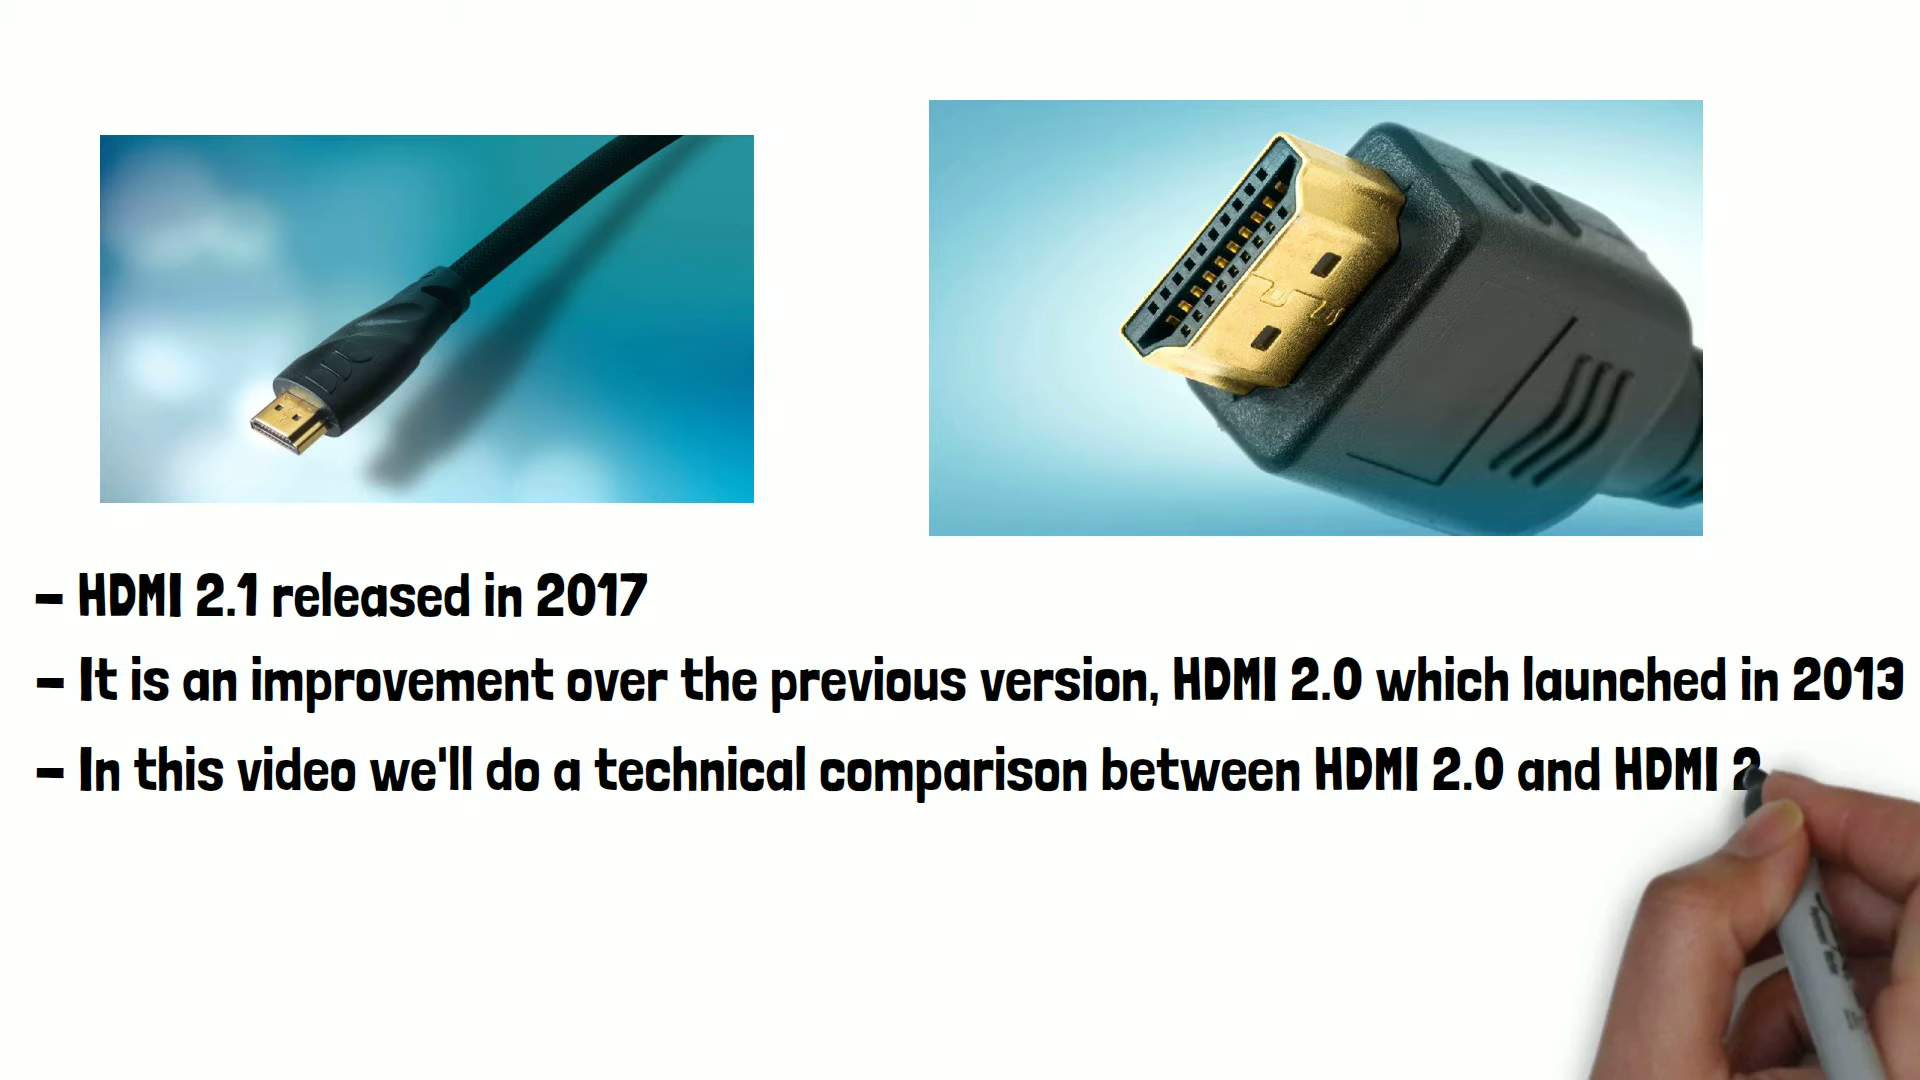 - HDMI 2.1 released in 2017
- It is an improvement over the previous version, HDMI 2.0 which launched in 2013
- In this video we'll do a technical comparison between HDMI 2.0 and HDMI 2